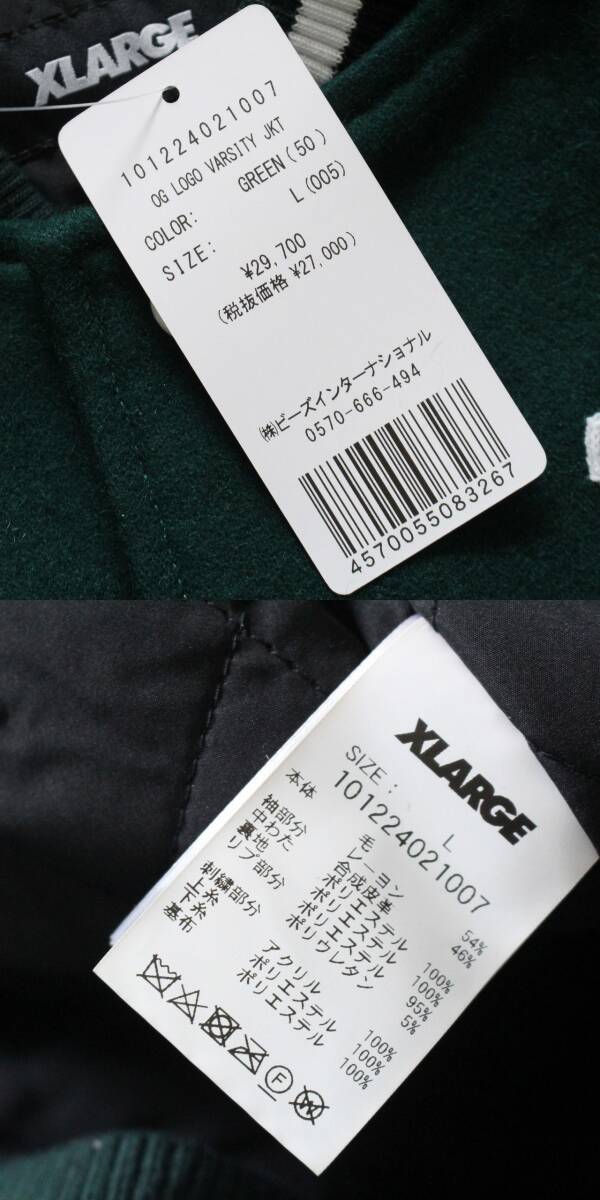 XLARGE
101224021007
OG LOGO VARSITY JKT
COLOR: GREEN(50)
SIZE: L(005)
¥29,700
(税抜価格 ¥27,000)
㈱ビーズインターナショナル
0570-666-494
4570055083267
XLARGE
SIZE: L
101224021007
本体 毛 54%
レーヨン 46%
袖部分 合成皮革
中わた ポリエステル 100%
裏地 ポリエステル 100%
リブ部分 ポリエステル 95%
ポリウレタン 5%
刺繍部分
上糸 アクリル 100%
下糸 ポリエステル 100%
基布 ポリエステル 100%
F
W